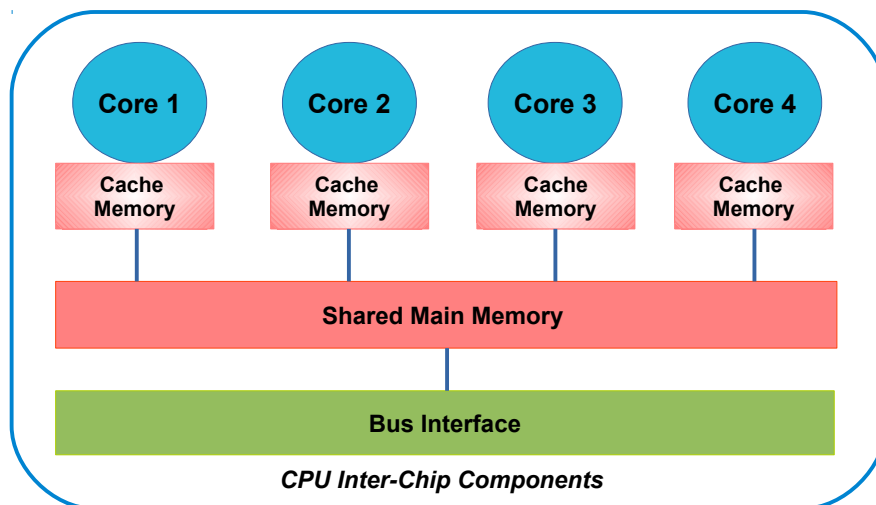 Core 1
Core 2
Core 3
Core 4
Cache
Memory
Cache
Memory
Cache
Memory
Cache
Memory
Shared Main Memory
Bus Interface
CPU Inter-Chip Components